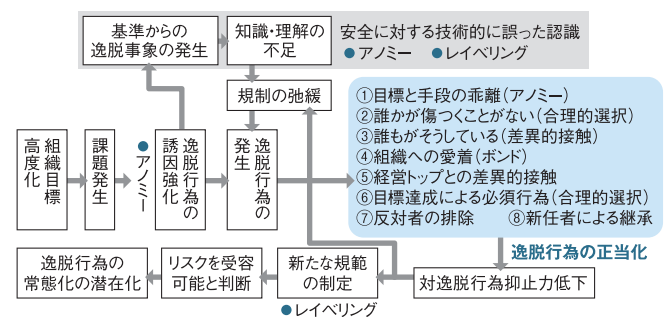 基準からの
逸脱事象の発生
知識・理解の
不足
安全に対する技術的に誤った認識
●アノミー ●レイベリング
規制の弛緩
組織目標
高度化
課題発生
●アノミー
逸脱行為の
誘因強化
逸脱行為の
発生
①目標と手段の乖離（アノミー）
②誰かが傷つくことがない（合理的選択）
③誰もがそうしている（差異的接触）
④組織への愛着（ボンド）
⑤経営トップとの差異的接触
⑥目標達成による必須行為（合理的選択）
⑦反対者の排除 ⑧新任者による継承
逸脱行為の正当化
対逸脱行為抑止力低下
新たな規範
の制定
●レイベリング
リスクを受容
可能と判断
逸脱行為の
常態化の潜在化